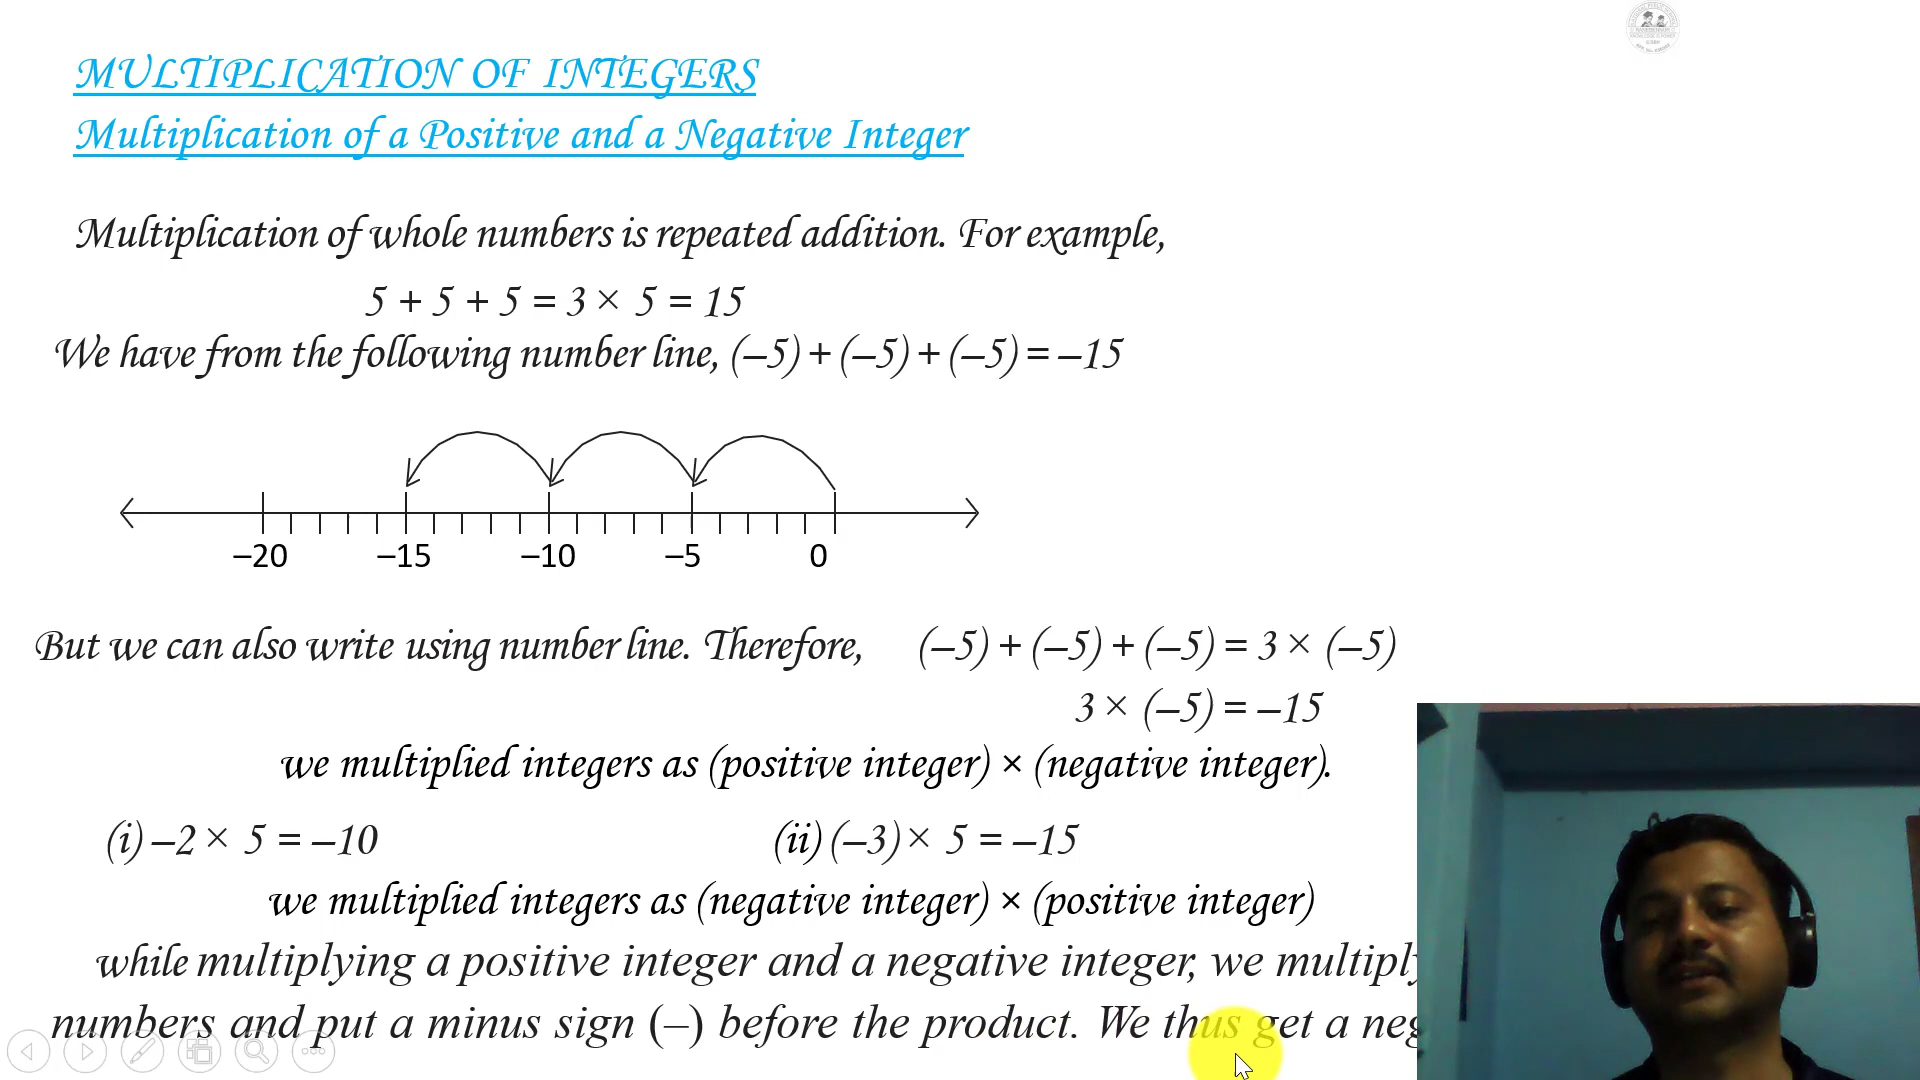 MULTIPLICATION OF INTEGERS
Multiplication of a Positive and a Negative Integer
Multiplication of whole numbers is repeated addition. For example,
5 + 5 + 5 = 3 × 5 = 15
We have from the following number line, (–5) + (–5) + (–5) = –15
–20 –15 –10 –5 0
But we can also write using number line. Therefore, (–5) + (–5) + (–5) = 3 × (–5)
3 × (–5) = –15
we multiplied integers as (positive integer) × (negative integer).
(i) –2 × 5 = –10 (ii) (–3) × 5 = –15
we multiplied integers as (negative integer) × (positive integer)
while multiplying a positive integer and a negative integer, we multiply
numbers and put a minus sign (–) before the product. We thus get a neg